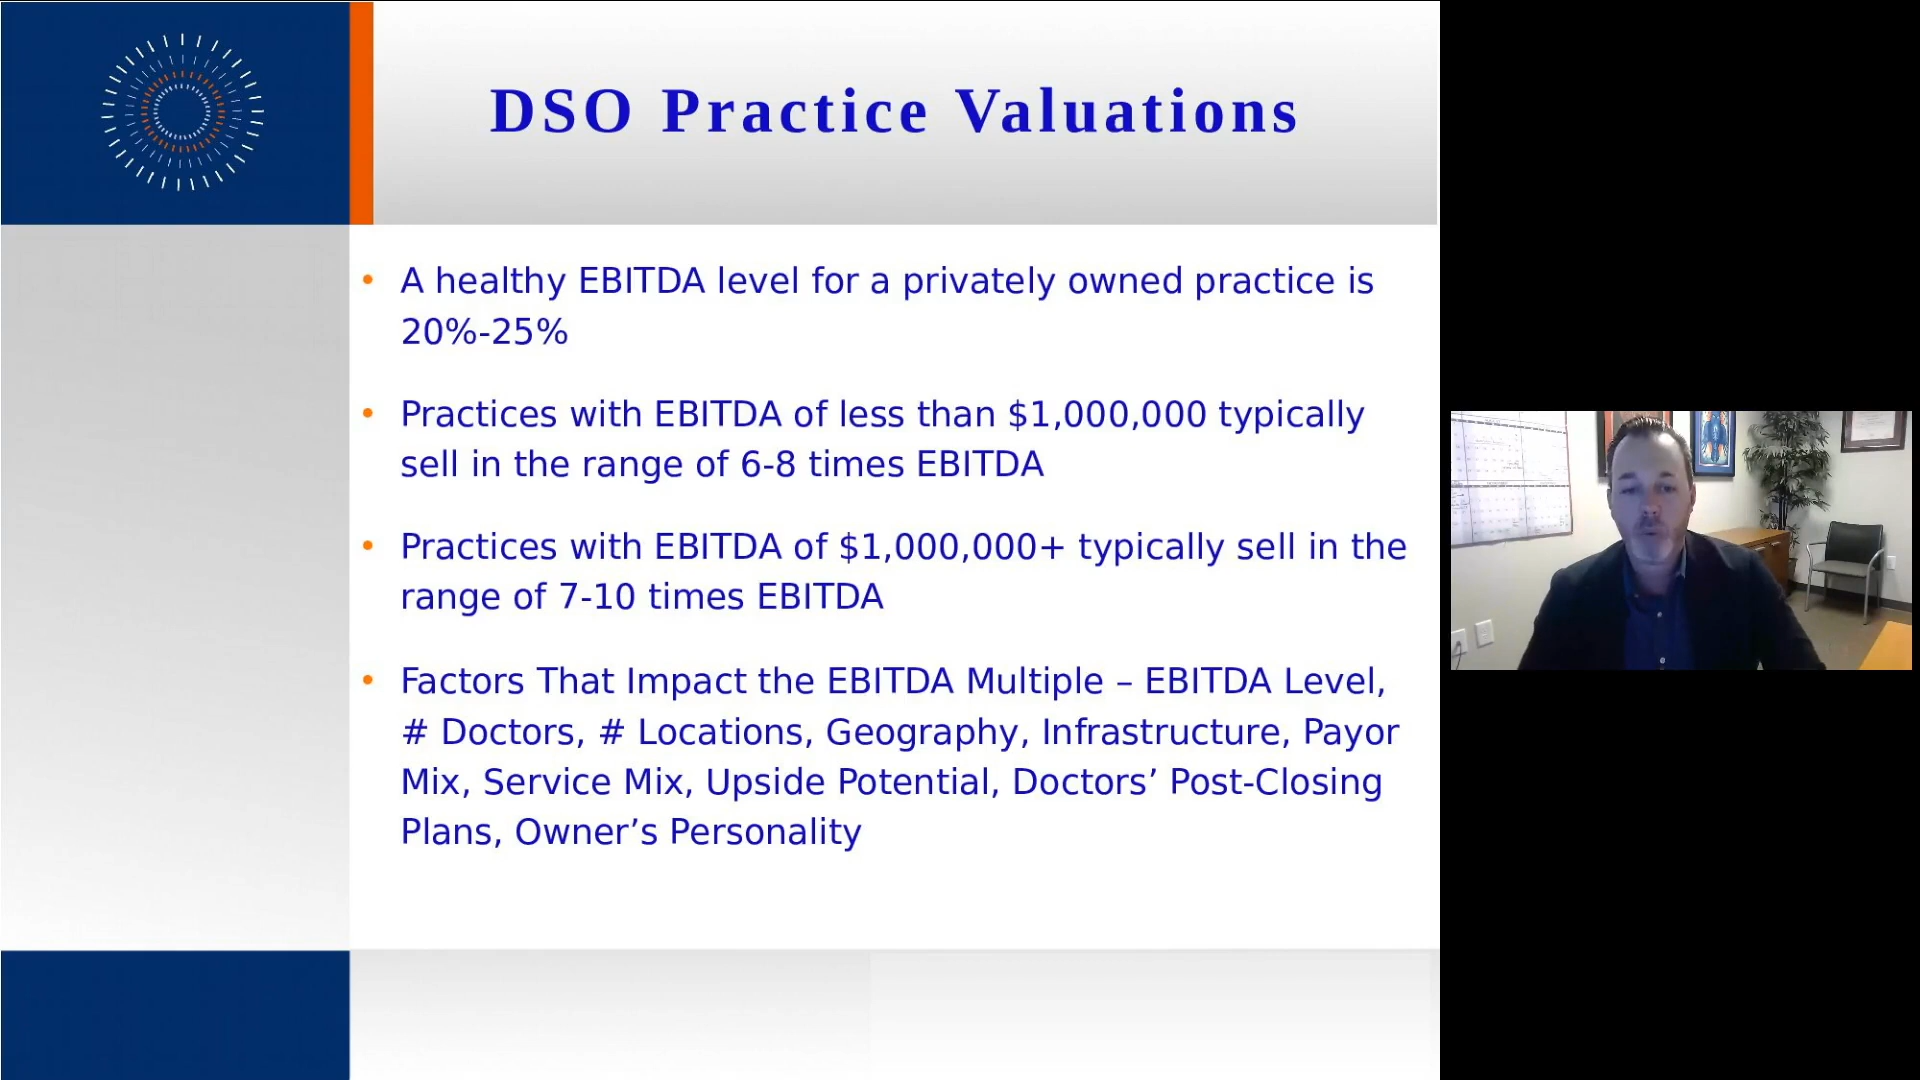 DSO Practice Valuations
• A healthy EBITDA level for a privately owned practice is
20%-25%
• Practices with EBITDA of less than $1,000,000 typically
sell in the range of 6-8 times EBITDA
• Practices with EBITDA of $1,000,000+ typically sell in the
range of 7-10 times EBITDA
• Factors That Impact the EBITDA Multiple – EBITDA Level,
# Doctors, # Locations, Geography, Infrastructure, Payor
Mix, Service Mix, Upside Potential, Doctors’ Post-Closing
Plans, Owner’s Personality